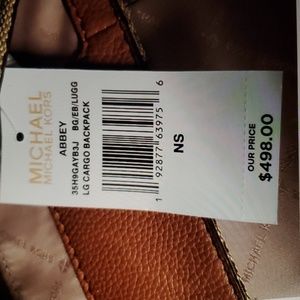 MICHAEL
MICHAEL KORS
ABBEY
35H9GAYB3J BG/EB/LUGG
LG CARGO BACKPACK
1 92877 63975 6
NS
OUR PRICE
$498.00
MICHAEL